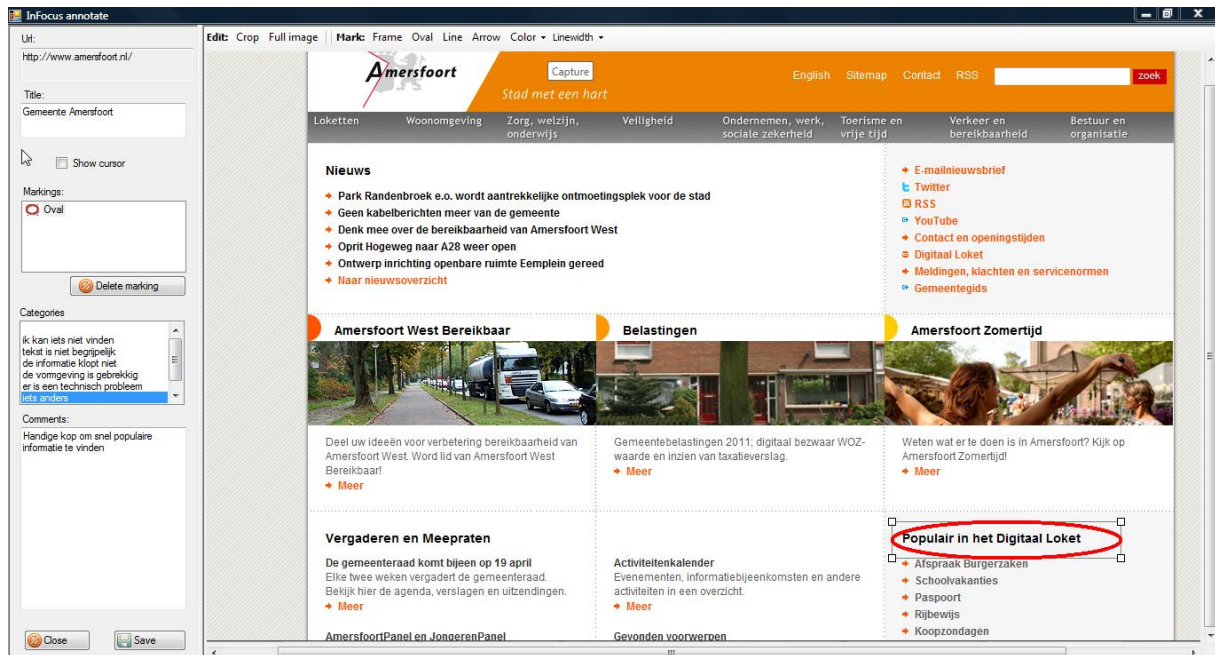 InFocus annotate
Url:
http://www.amersfoort.nl/
Title:
Gemeente Amersfoort
Show cursor
Markings:
Oval
Delete marking
Categories
ik kan iets niet vinden
tekst is niet begrijpelijk
de informatie klopt niet
de vormgeving is gebrekkig
er is een technisch probleem
iets anders
Comments:
Handige kop om snel populaire
informatie te vinden
Close Save
Edit: Crop Full image || Mark: Frame Oval Line Arrow Color Linewidth
Amersfoort
Capture
Stad met een hart
English Sitemap Contact RSS
zoek
Loketten Woonomgeving Zorg, welzijn, onderwijs Veiligheid Ondernemen, werk, sociale zekerheid Toerisme en vrije tijd Verkeer en bereikbaarheid Bestuur en organisatie
Nieuws
Park Randenbroek e.o. wordt aantrekkelijke ontmoetingsplek voor de stad
Geen kabelberichten meer van de gemeente
Denk mee over de bereikbaarheid van Amersfoort West
Oprit Hogeweg naar A28 weer open
Ontwerp inrichting openbare ruimte Eemplein gereed
Naar nieuwsoverzicht
E-mailnieuwsbrief
Twitter
RSS
YouTube
Contact en openingstijden
Digitaal Loket
Meldingen, klachten en servicenormen
Gemeentegids
Amersfoort West Bereikbaar
Deel uw ideeën voor verbetering bereikbaarheid van
Amersfoort West. Word lid van Amersfoort West
Bereikbaar!
Meer
Belastingen
Gemeentebelastingen 2011; digitaal bezwaar WOZ-
waarde en inzien van taxatieverslag.
Meer
Amersfoort Zomertijd
Weten wat er te doen is in Amersfoort? Kijk op
Amersfoort Zomertijd!
Meer
Vergaderen en Meepraten
De gemeenteraad komt bijeen op 19 april
Elke twee weken vergadert de gemeenteraad.
Bekijk hier de agenda, verslagen en uitzendingen.
Meer
AmersfoortPanel en JongerenPanel
Activiteitenkalender
Evenementen, informatiebijeenkomsten en andere
activiteiten in een overzicht.
Meer
Gevonden voorwerpen
Populair in het Digitaal Loket
Afspraak Burgerzaken
Schoolvakanties
Paspoort
Rijbewijs
Koopzondagen